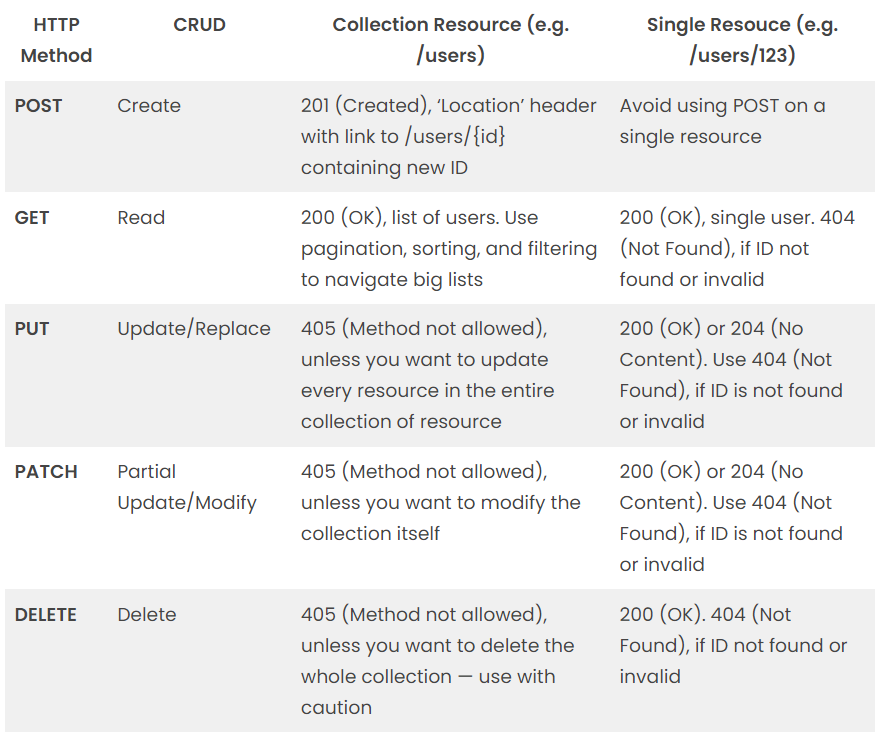 HTTP Method
CRUD
Collection Resource (e.g. /users)
Single Resouce (e.g. /users/123)
POST
Create
201 (Created), ‘Location’ header
with link to /users/{id}
containing new ID
Avoid using POST on a
single resource
GET
Read
200 (OK), list of users. Use
pagination, sorting, and filtering
to navigate big lists
200 (OK), single user. 404
(Not Found), if ID not
found or invalid
PUT
Update/Replace
405 (Method not allowed),
unless you want to update
every resource in the entire
collection of resource
200 (OK) or 204 (No
Content). Use 404 (Not
Found), if ID is not found
or invalid
PATCH
Partial
Update/Modify
405 (Method not allowed),
unless you want to modify the
collection itself
200 (OK) or 204 (No
Content). Use 404 (Not
Found), if ID is not found
or invalid
DELETE
Delete
405 (Method not allowed),
unless you want to delete the
whole collection — use with
caution
200 (OK). 404 (Not
Found), if ID not found or
invalid